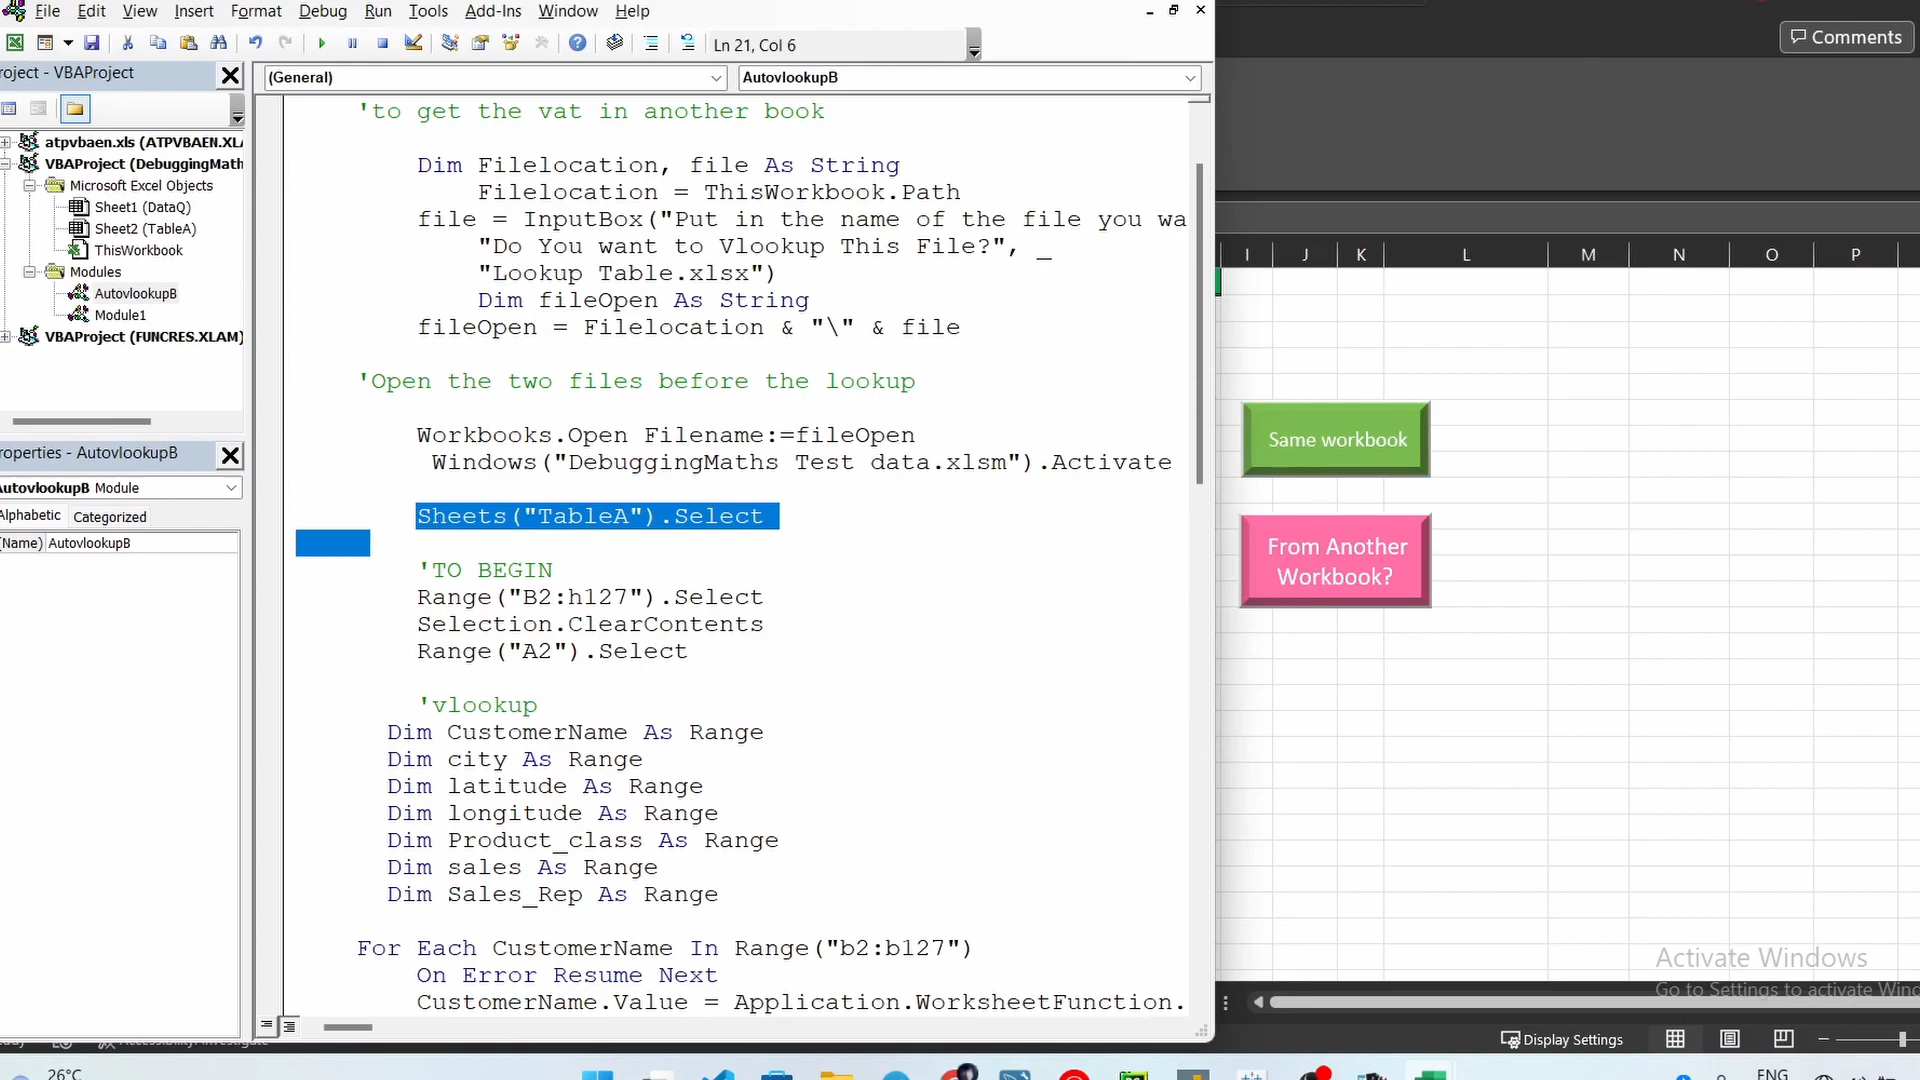 File Edit View Insert Format Debug Run Tools Add-Ins Window Help
Comments
Ln 21, Col 6
roject - VBAProject
(General)
AutovlookupB
atpvbaen.xls (ATPVBAEN.XLA
VBAProject (DebuggingMath
Microsoft Excel Objects
Sheet1 (DataQ)
Sheet2 (TableA)
ThisWorkbook
Modules
AutovlookupB
Module1
VBAProject (FUNCRES.XLAM)
roperties - AutovlookupB
AutovlookupB Module
Alphabetic Categorized
(Name) AutovlookupB
'to get the vat in another book
Dim Filelocation, file As String
Filelocation = ThisWorkbook.Path
file = InputBox("Put in the name of the file you wa
"Do You want to Vlookup This File?", _
"Lookup Table.xlsx")
Dim fileOpen As String
fileOpen = Filelocation & "\" & file
'Open the two files before the lookup
Workbooks.Open Filename:=fileOpen
Windows("DebuggingMaths Test data.xlsm").Activate
Sheets("TableA").Select
'TO BEGIN
Range("B2:h127").Select
Selection.ClearContents
Range("A2").Select
'vlookup
Dim CustomerName As Range
Dim city As Range
Dim latitude As Range
Dim longitude As Range
Dim Product_class As Range
Dim sales As Range
Dim Sales_Rep As Range
For Each CustomerName In Range("b2:b127")
On Error Resume Next
CustomerName.Value = Application.WorksheetFunction.
I J K L M N O P
Same workbook
From Another
Workbook?
Activate Windows
Go to Settings to activate Wind
Display Settings
26°C
ENG